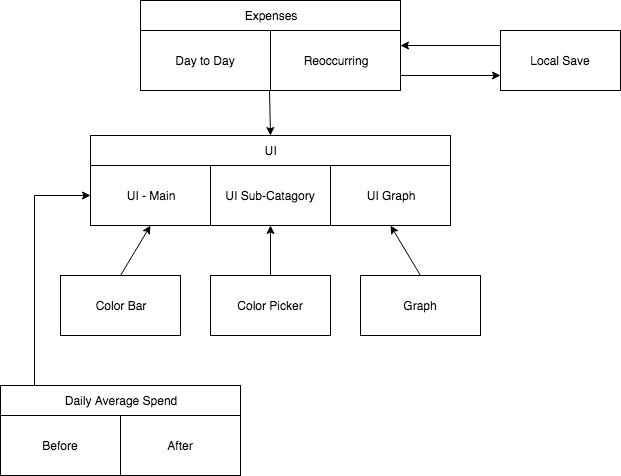 Expenses
Day to Day
Reoccurring
Local Save
UI
UI - Main
UI Sub-Catagory
UI Graph
Color Bar
Color Picker
Graph
Daily Average Spend
Before
After